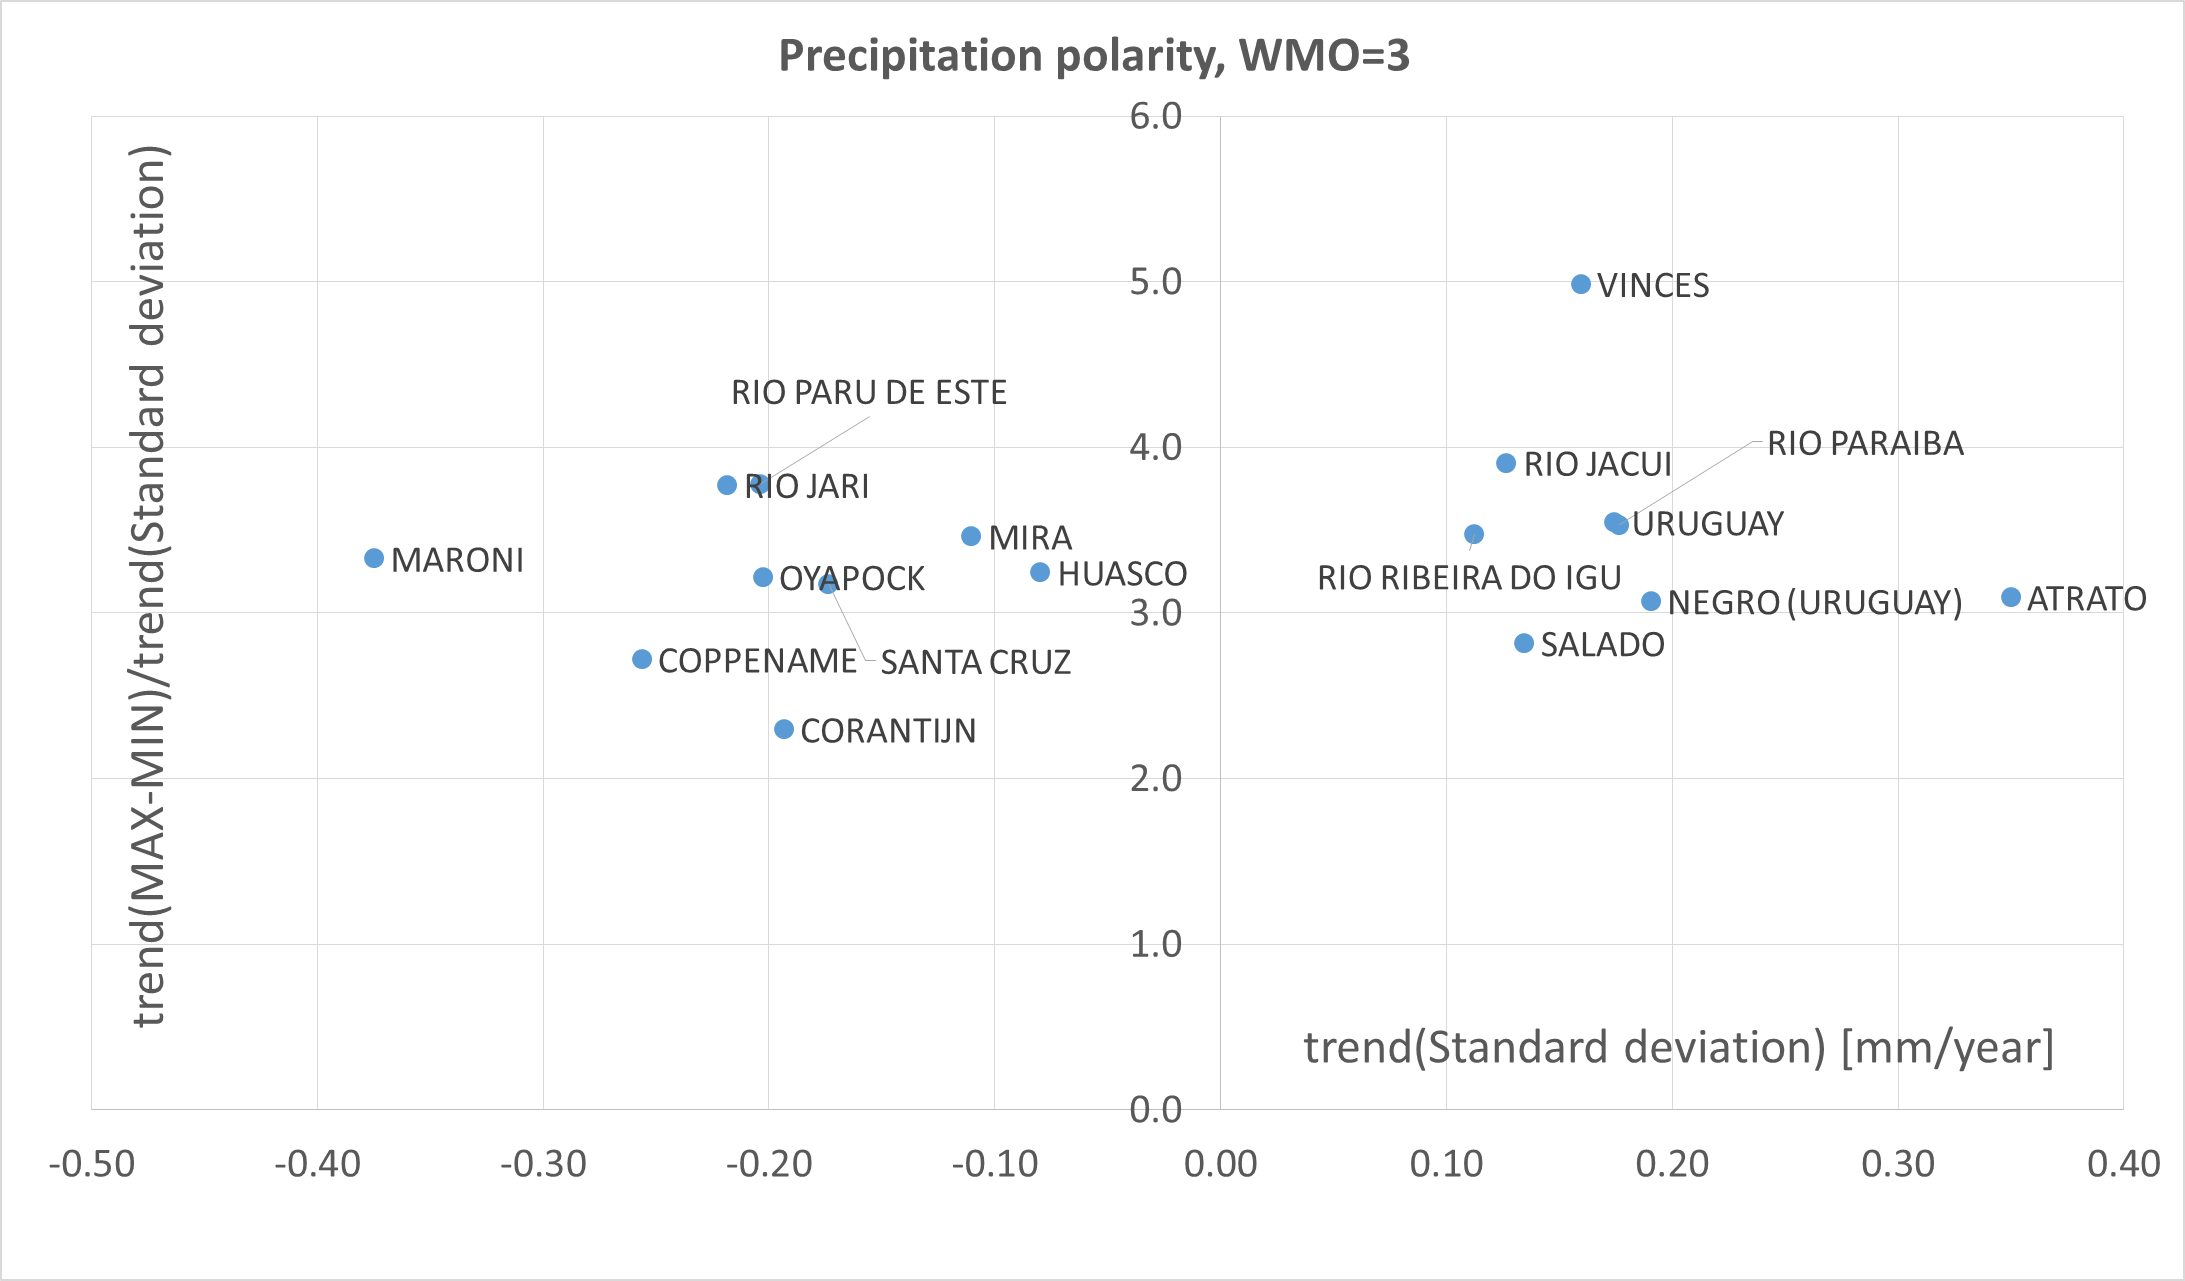 Precipitation polarity, WMO=3
trend(MAX-MIN)/trend(Standard deviation)
6.0
5.0
4.0
3.0
2.0
1.0
0.0
VINCES
RIO PARU DE ESTE
RIO PARAIBA
RIO JACUI
RIO JARI
URUGUAY
MIRA
MARONI
HUASCO
OYAPOCK
RIO RIBEIRA DO IGU
ATRATO
NEGRO (URUGUAY)
SALADO
COPPENAME
SANTA CRUZ
CORANTIJN
trend(Standard deviation) [mm/year]
-0.50
-0.40
-0.30
-0.20
-0.10
0.00
0.10
0.20
0.30
0.40